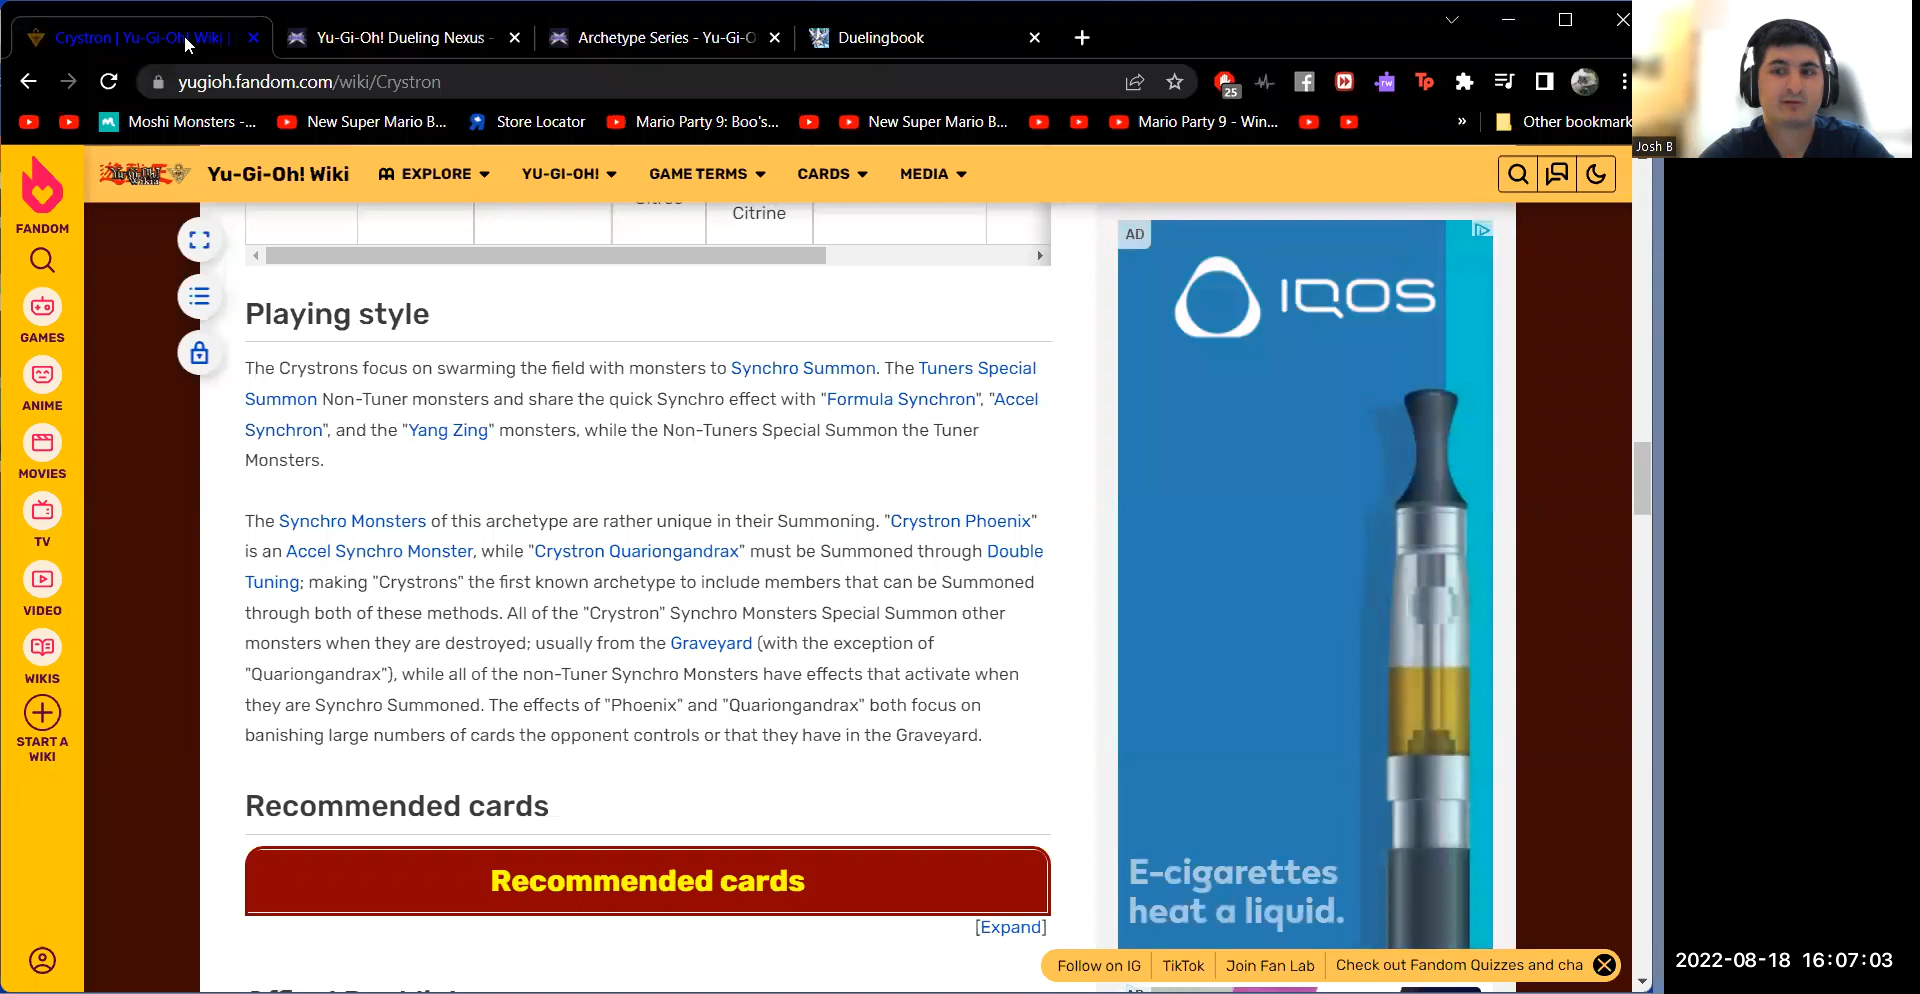 Crystron | Yu-Gi-Oh! Wiki |
Yu-Gi-Oh! Dueling Nexus -
Archetype Series - Yu-Gi-O
Duelingbook
yugioh.fandom.com/wiki/Crystron
25
Moshi Monsters -...
New Super Mario B...
Store Locator
Mario Party 9: Boo's...
New Super Mario B...
Mario Party 9 - Win...
»
Other bookmark
Josh B
Yu-Gi-Oh! Wiki
EXPLORE
YU-GI-OH!
GAME TERMS
CARDS
MEDIA
FANDOM
GAMES
ANIME
MOVIES
TV
VIDEO
WIKIS
START A
WIKI
Citrine
Playing style
The Crystrons focus on swarming the field with monsters to Synchro Summon. The Tuners Special
Summon Non-Tuner monsters and share the quick Synchro effect with "Formula Synchron", "Accel
Synchron", and the "Yang Zing" monsters, while the Non-Tuners Special Summon the Tuner
Monsters.
The Synchro Monsters of this archetype are rather unique in their Summoning. "Crystron Phoenix"
is an Accel Synchro Monster, while "Crystron Quariongandrax" must be Summoned through Double
Tuning; making "Crystrons" the first known archetype to include members that can be Summoned
through both of these methods. All of the "Crystron" Synchro Monsters Special Summon other
monsters when they are destroyed; usually from the Graveyard (with the exception of
"Quariongandrax"), while all of the non-Tuner Synchro Monsters have effects that activate when
they are Synchro Summoned. The effects of "Phoenix" and "Quariongandrax" both focus on
banishing large numbers of cards the opponent controls or that they have in the Graveyard.
Recommended cards
Recommended cards
[Expand]
AD
IQOS
E-cigarettes
heat a liquid.
Follow on IG
TikTok
Join Fan Lab
Check out Fandom Quizzes and cha
2022-08-18 16:07:03